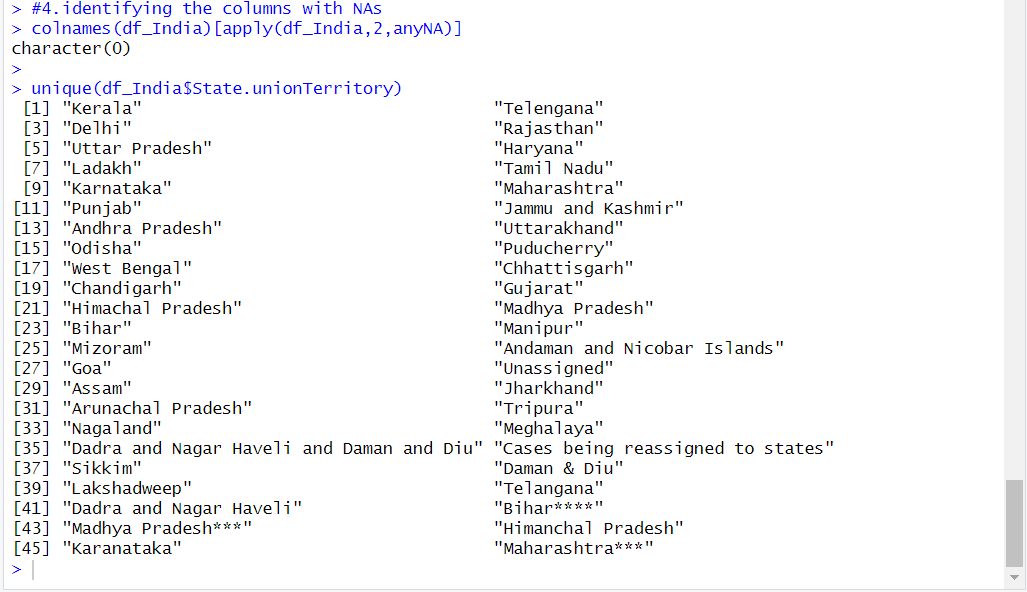 > #4.identifying the columns with NAs
> colnames(df_India)[apply(df_India,2,anyNA)]
character(0)
>
> unique(df_India$State.unionTerritory)
[1] "Kerala" "Telengana"
[3] "Delhi" "Rajasthan"
[5] "Uttar Pradesh" "Haryana"
[7] "Ladakh" "Tamil Nadu"
[9] "Karnataka" "Maharashtra"
[11] "Punjab" "Jammu and Kashmir"
[13] "Andhra Pradesh" "Uttarakhand"
[15] "Odisha" "Puducherry"
[17] "West Bengal" "Chhattisgarh"
[19] "Chandigarh" "Gujarat"
[21] "Himachal Pradesh" "Madhya Pradesh"
[23] "Bihar" "Manipur"
[25] "Mizoram" "Andaman and Nicobar Islands"
[27] "Goa" "Unassigned"
[29] "Assam" "Jharkhand"
[31] "Arunachal Pradesh" "Tripura"
[33] "Nagaland" "Meghalaya"
[35] "Dadra and Nagar Haveli and Daman and Diu" "Cases being reassigned to states"
[37] "Sikkim" "Daman & Diu"
[39] "Lakshadweep" "Telangana"
[41] "Dadra and Nagar Haveli" "Bihar****"
[43] "Madhya Pradesh***" "Himanchal Pradesh"
[45] "Karanataka" "Maharashtra***"
>